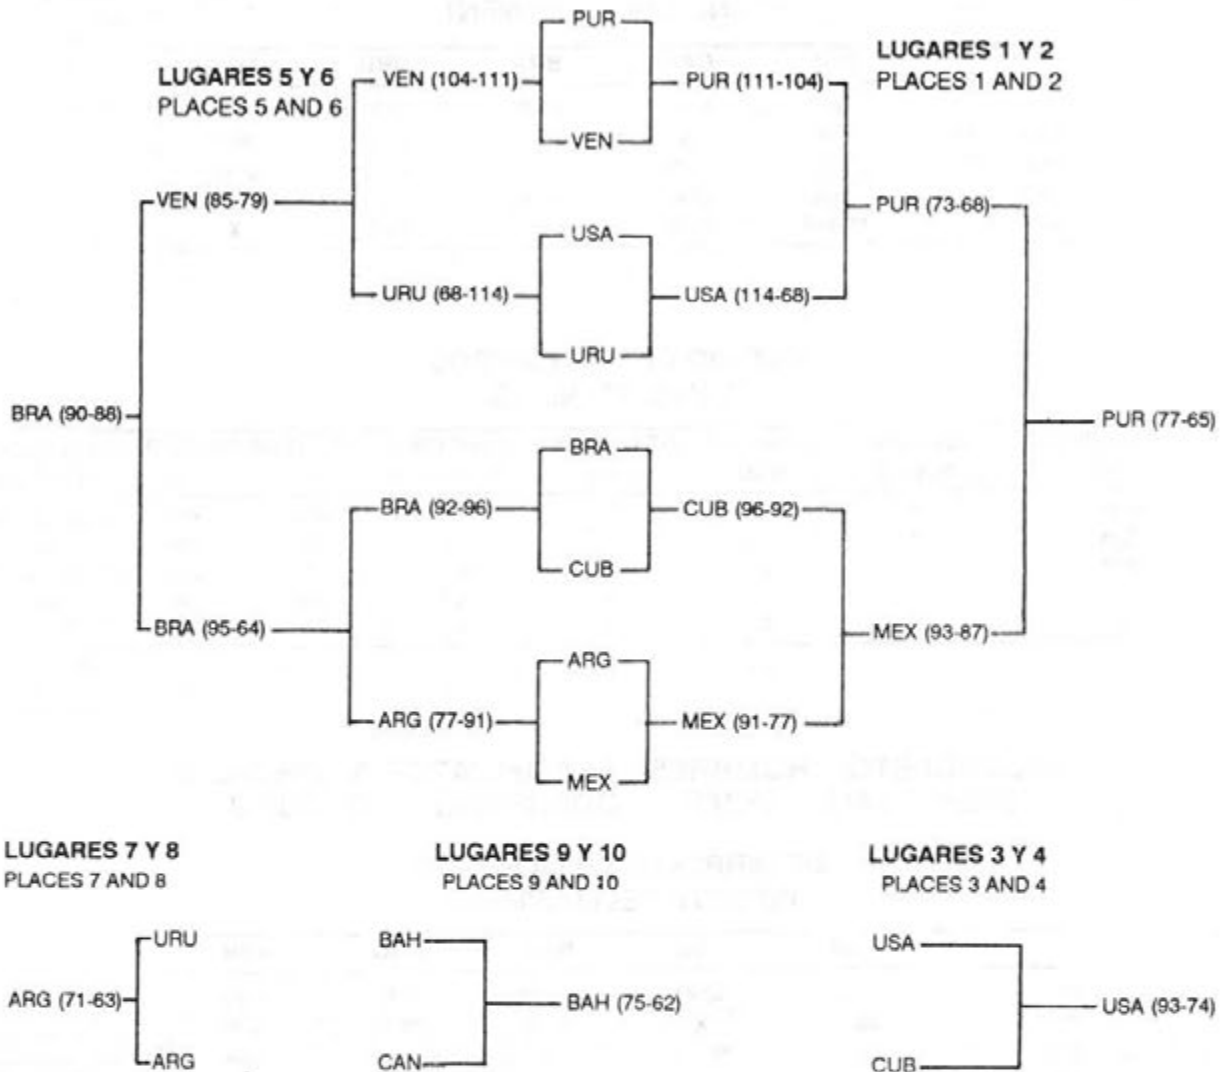 PUR
LUGARES 1 Y 2
PLACES 1 AND 2
LUGARES 5 Y 6
PLACES 5 AND 6
VEN (104-111)
PUR (111-104)
VEN
VEN (85-79)
PUR (73-68)
USA
URU (68-114)
USA (114-68)
URU
BRA (90-88)
PUR (77-65)
BRA
BRA (92-96)
CUB (96-92)
CUB
BRA (95-64)
MEX (93-87)
ARG
ARG (77-91)
MEX (91-77)
MEX
LUGARES 7 Y 8
PLACES 7 AND 8
URU
ARG (71-63)
ARG
LUGARES 9 Y 10
PLACES 9 AND 10
BAH
BAH (75-62)
CAN
LUGARES 3 Y 4
PLACES 3 AND 4
USA
USA (93-74)
CUB